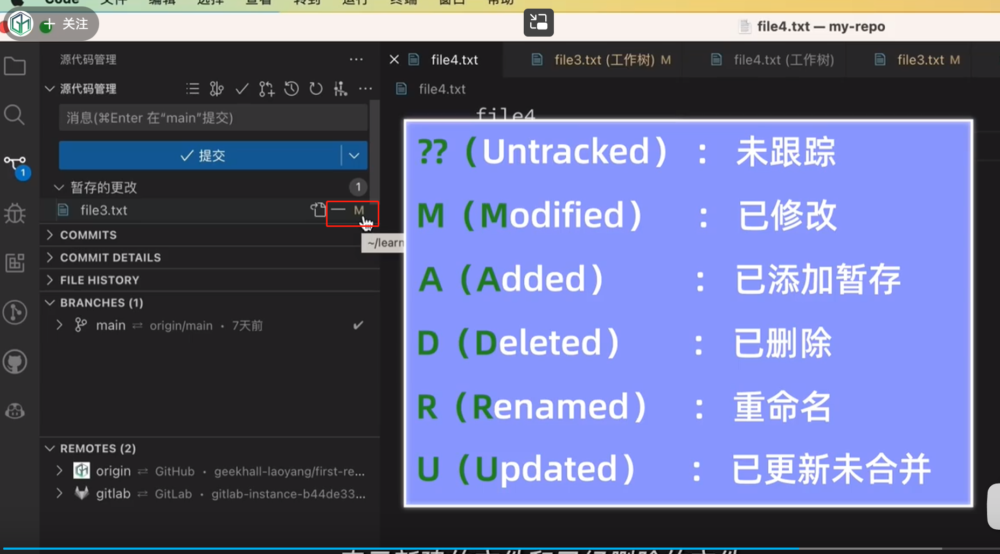 Code 文件 编辑 选择 查看 转到 运行 终端 窗口 帮助
关注
file4.txt — my-repo
源代码管理
file4.txt
file3.txt (工作树) M
file4.txt (工作树)
file3.txt M
源代码管理
file4.txt
消息(⌘Enter 在“main”提交)
file4
提交
1
暂存的更改 1
file3.txt M
~/learn
COMMITS
COMMIT DETAILS
FILE HISTORY
BRANCHES (1)
main ⇄ origin/main • 7天前 ✔
REMOTES (2)
origin ⇄ GitHub • geekhall-laoyang/first-re...
gitlab ⇄ GitLab • gitlab-instance-b44de33...
?? (Untracked) : 未跟踪
M (Modified) : 已修改
A (Added) : 已添加暂存
D (Deleted) : 已删除
R (Renamed) : 重命名
U (Updated) : 已更新未合并